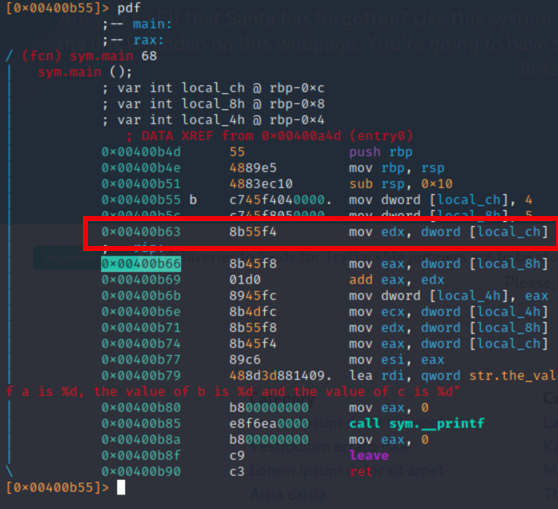 [0×00400b55]> pdf
;-- main:
;-- rax:
/ (fcn) sym.main 68
| sym.main ();
| ; var int local_ch @ rbp-0×c
| ; var int local_8h @ rbp-0×8
| ; var int local_4h @ rbp-0×4
| ; DATA XREF from 0×00400a4d (entry0)
| 0×00400b4d 55 push rbp
| 0×00400b4e 4889e5 mov rbp, rsp
| 0×00400b51 4883ec10 sub rsp, 0×10
| 0×00400b55 b c745f4040000. mov dword [local_ch], 4
| 0×00400b5c c745f8050000. mov dword [local_8h], 5
| 0×00400b63 8b55f4 mov edx, dword [local_ch]
| ;-- rip:
| 0×00400b66 8b45f8 mov eax, dword [local_8h]
| 0×00400b69 01d0 add eax, edx
| 0×00400b6b 8945fc mov dword [local_4h], eax
| 0×00400b6e 8b4dfc mov ecx, dword [local_4h]
| 0×00400b71 8b55f8 mov edx, dword [local_8h]
| 0×00400b74 8b45f4 mov eax, dword [local_ch]
| 0×00400b77 89c6 mov esi, eax
| 0×00400b79 488d3d881409. lea rdi, qword str.the_val
f a is %d, the value of b is %d and the value of c is %d"
| 0×00400b80 b800000000 mov eax, 0
| 0×00400b85 e8f6ea0000 call sym.__printf
| 0×00400b8a b800000000 mov eax, 0
| 0×00400b8f c9 leave
\ 0×00400b90 c3 ret
[0×00400b55]>